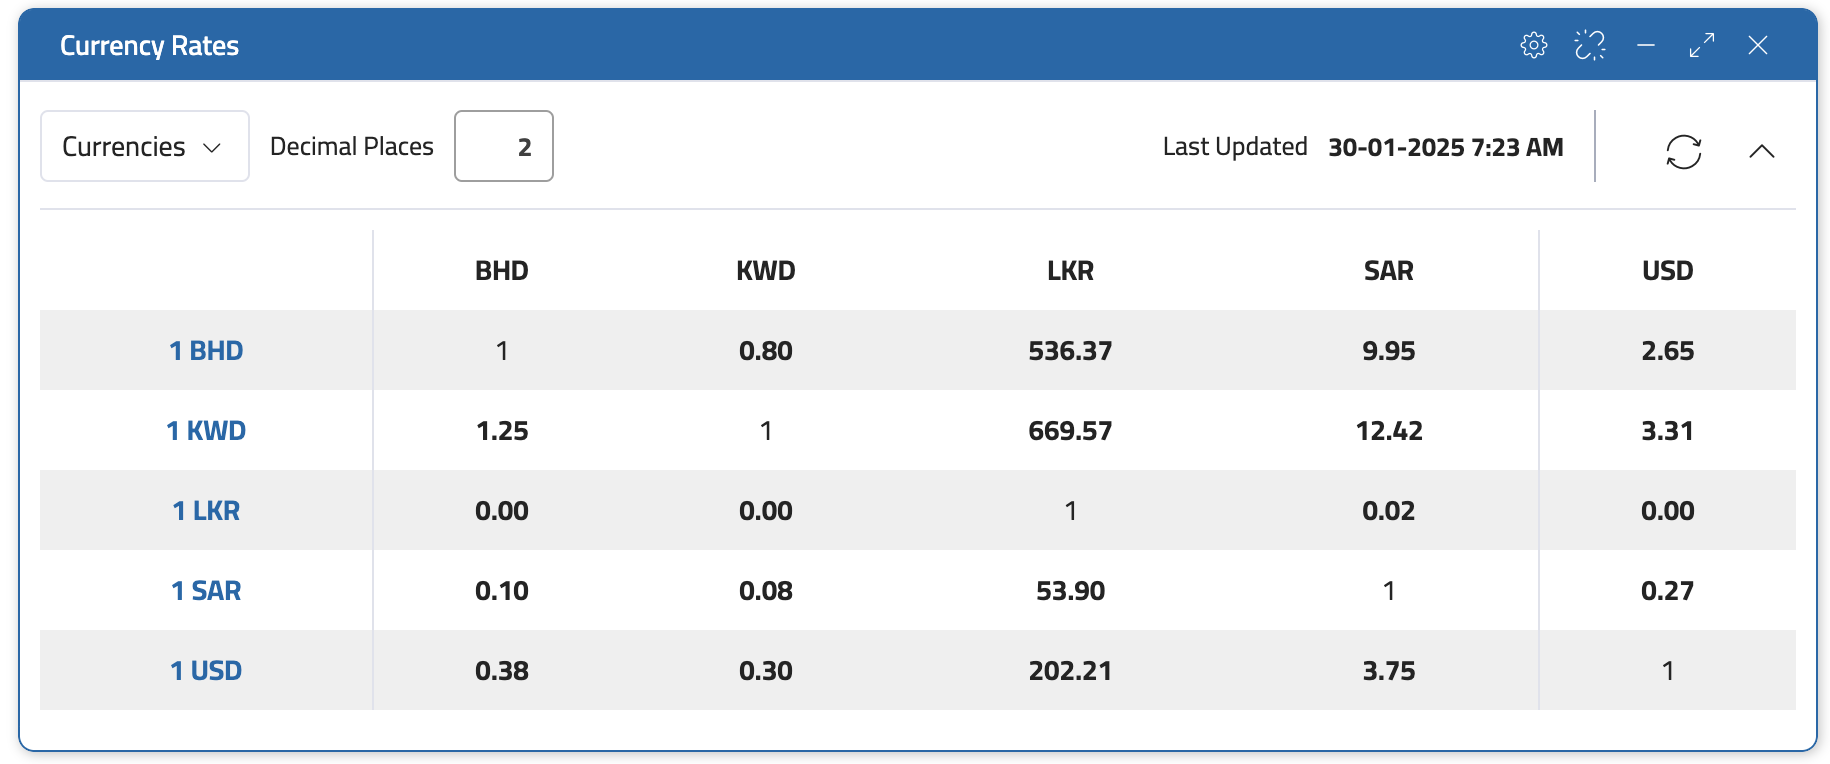 Currency Rates
Currencies Decimal Places 2 Last Updated 30-01-2025 7:23 AM
BHD KWD LKR SAR USD
1 BHD 1 0.80 536.37 9.95 2.65
1 KWD 1.25 1 669.57 12.42 3.31
1 LKR 0.00 0.00 1 0.02 0.00
1 SAR 0.10 0.08 53.90 1 0.27
1 USD 0.38 0.30 202.21 3.75 1